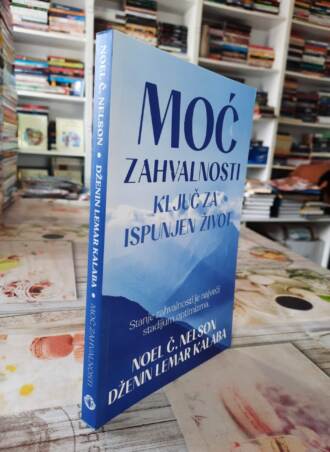 MOĆ
ZAHVALNOSTI
KLJUČ ZA
ISPUNJEN ŽIVOT
Stanje zahvalnosti je najveći
stadijum optimizma.
NOEL Č. NELSON
DŽENIN LEMAR KALABA
NOEL Č. NELSON • DŽENIN LEMAR KALABA • MOĆ ZAHVALNOSTI